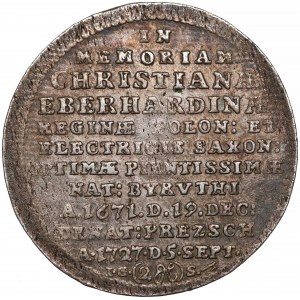 IN
MEMORIAM
CHRISTIANÆ
EBERHARDINÆ
REGINÆ POLON: ET
ELECTRICIS SAXON:
OPTIMÆ PIENTISSIMÆ
NAT: BYRUTHI
A. 1671. D. 19. DEC:
DENAT: PREZSCH
A. 1727. D. 5. SEPT.
I.G. S.